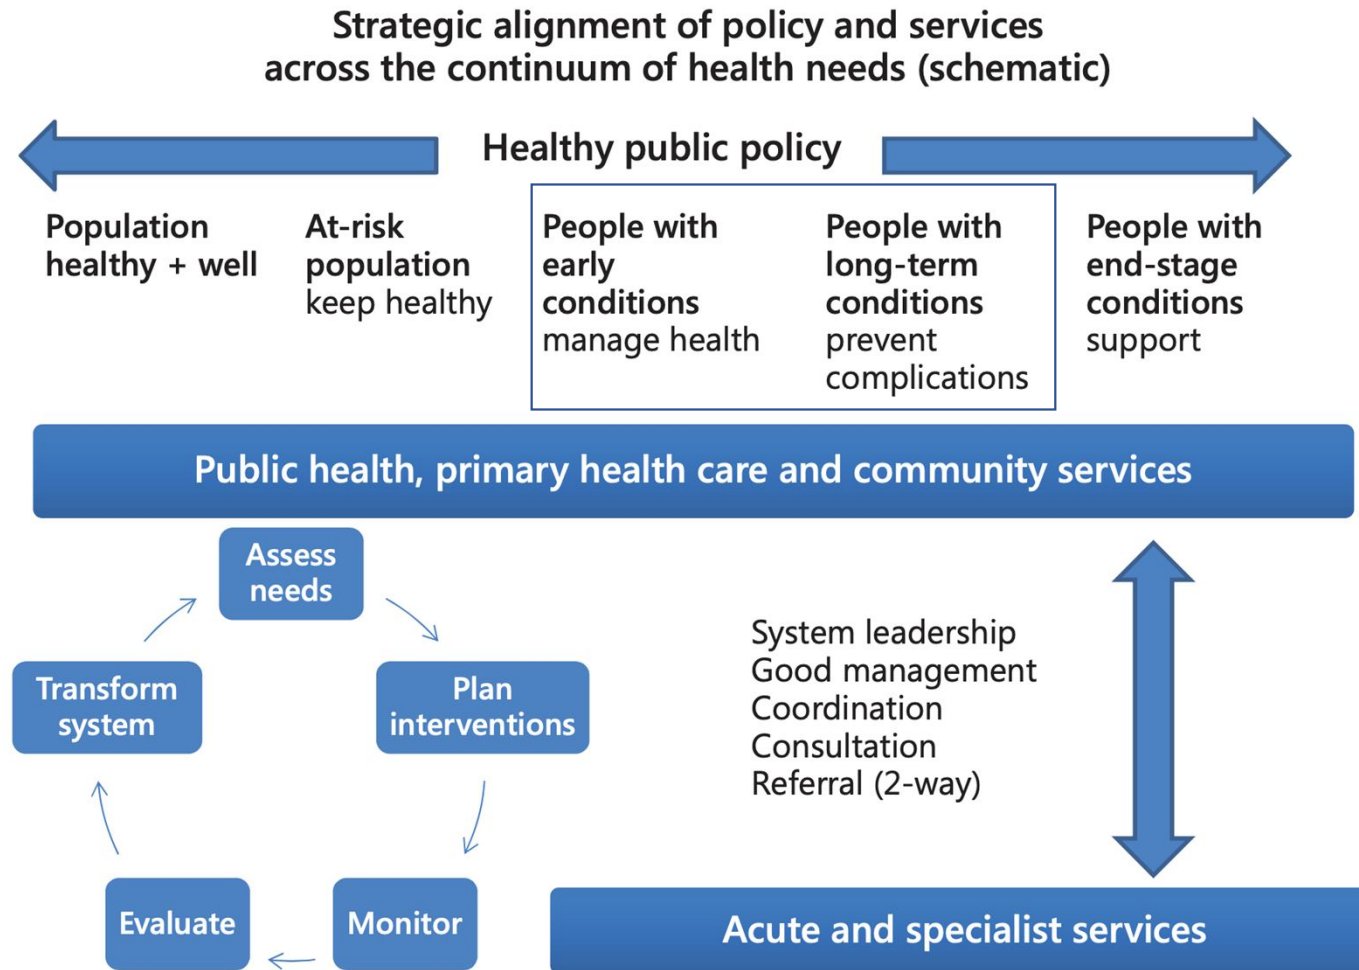 Strategic alignment of policy and services
across the continuum of health needs (schematic)
Healthy public policy
Population
healthy + well
At-risk
population
keep healthy
People with
early
conditions
manage health
People with
long-term
conditions
prevent
complications
People with
end-stage
conditions
support
Public health, primary health care and community services
Assess
needs
Plan
interventions
Monitor
Evaluate
Transform
system
System leadership
Good management
Coordination
Consultation
Referral (2-way)
Acute and specialist services